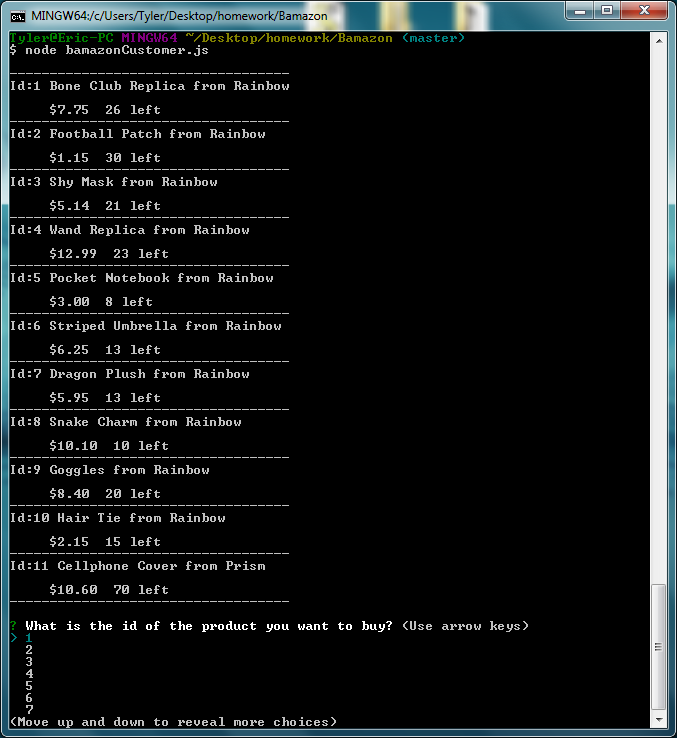 MINGW64:/c/Users/Tyler/Desktop/homework/Bamazon
Tyler@Eric-PC MINGW64 ~/Desktop/homework/Bamazon (master)
$ node bamazonCustomer.js
-----------------------------------
Id:1 Bone Club Replica from Rainbow
$7.75  26 left
-----------------------------------
Id:2 Football Patch from Rainbow
$1.15  30 left
-----------------------------------
Id:3 Shy Mask from Rainbow
$5.14  21 left
-----------------------------------
Id:4 Wand Replica from Rainbow
$12.99  23 left
-----------------------------------
Id:5 Pocket Notebook from Rainbow
$3.00  8 left
-----------------------------------
Id:6 Striped Umbrella from Rainbow
$6.25  13 left
-----------------------------------
Id:7 Dragon Plush from Rainbow
$5.95  13 left
-----------------------------------
Id:8 Snake Charm from Rainbow
$10.10  10 left
-----------------------------------
Id:9 Goggles from Rainbow
$8.40  20 left
-----------------------------------
Id:10 Hair Tie from Rainbow
$2.15  15 left
-----------------------------------
Id:11 Cellphone Cover from Prism
$10.60  70 left
-----------------------------------
? What is the id of the product you want to buy? (Use arrow keys)
> 1
2
3
4
5
6
7
(Move up and down to reveal more choices)